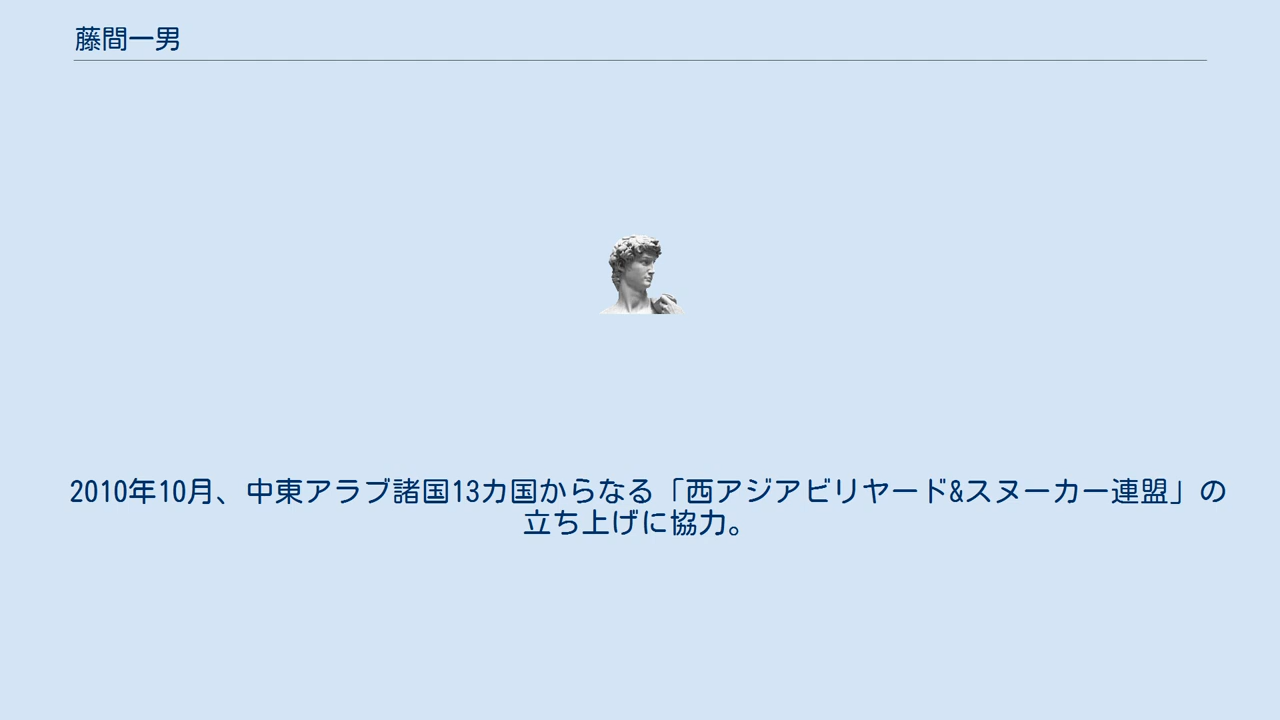 藤間一男
2010年10月、中東アラブ諸国13カ国からなる「西アジアビリヤード&スヌーカー連盟」の
立ち上げに協力。